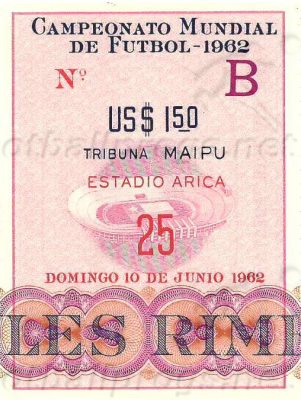 CAMPEONATO MUNDIAL
DE FUTBOL-1962
Nº
B
US$ 1.50
TRIBUNA MAIPU
ESTADIO ARICA
25
DOMINGO 10 DE JUNIO 1962
LES RIM